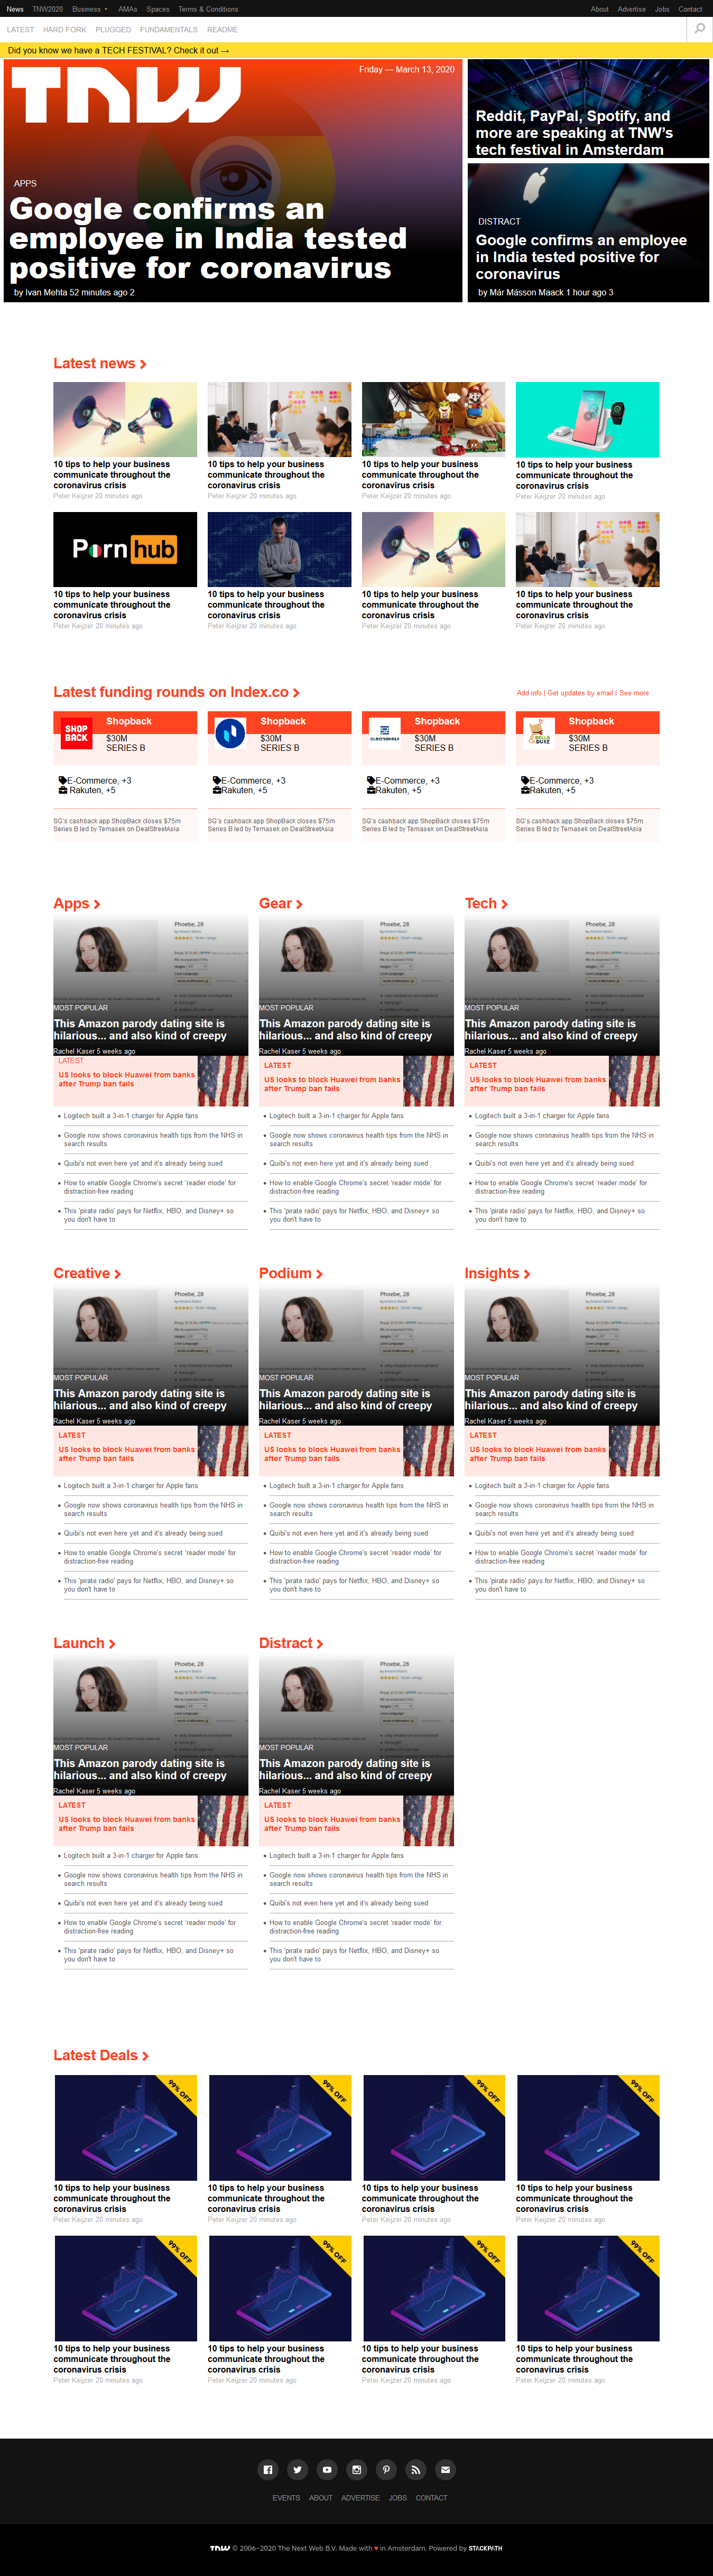 News TNW2020 Business ▾ AMAs Spaces Terms & Conditions About Advertise Jobs Contact
LATEST HARD FORK PLUGGED FUNDAMENTALS README
Did you know we have a TECH FESTIVAL? Check it out →
TNW
Friday — March 13, 2020
APPS
Google confirms an
employee in India tested
positive for coronavirus
by Ivan Mehta 52 minutes ago 2
Reddit, PayPal, Spotify, and
more are speaking at TNW's
tech festival in Amsterdam
DISTRACT
Google confirms an employee
in India tested positive for
coronavirus
by Már Másson Maack 1 hour ago 3
Latest news
10 tips to help your business
communicate throughout the
coronavirus crisis
Peter Keijzer 20 minutes ago
10 tips to help your business
communicate throughout the
coronavirus crisis
Peter Keijzer 20 minutes ago
10 tips to help your business
communicate throughout the
coronavirus crisis
Peter Keijzer 20 minutes ago
10 tips to help your business
communicate throughout the
coronavirus crisis
Peter Keijzer 20 minutes ago
Pornhub
10 tips to help your business
communicate throughout the
coronavirus crisis
Peter Keijzer 20 minutes ago
10 tips to help your business
communicate throughout the
coronavirus crisis
Peter Keijzer 20 minutes ago
10 tips to help your business
communicate throughout the
coronavirus crisis
Peter Keijzer 20 minutes ago
10 tips to help your business
communicate throughout the
coronavirus crisis
Peter Keijzer 20 minutes ago
Latest funding rounds on Index.co
Add info | Get updates by email | See more
SHOP
BACK
Shopback
$30M
SERIES B
E-Commerce, +3
Rakuten, +5
SG's cashback app ShopBack closes $75m
Series B led by Temasek on DealStreetAsia
Shopback
$30M
SERIES B
E-Commerce, +3
Rakuten, +5
SG's cashback app ShopBack closes $75m
Series B led by Temasek on DealStreetAsia
Shopback
$30M
SERIES B
E-Commerce, +3
Rakuten, +5
SG's cashback app ShopBack closes $75m
Series B led by Temasek on DealStreetAsia
BELLA
& DUKE
Shopback
$30M
SERIES B
E-Commerce, +3
Rakuten, +5
SG's cashback app ShopBack closes $75m
Series B led by Temasek on DealStreetAsia
Apps
Phoebe, 28
MOST POPULAR
This Amazon parody dating site is
hilarious... and also kind of creepy
Rachel Kaser 5 weeks ago
LATEST
US looks to block Huawei from banks
after Trump ban fails
Logitech built a 3-in-1 charger for Apple fans
Google now shows coronavirus health tips from the NHS in
search results
Quibi's not even here yet and it's already being sued
How to enable Google Chrome's secret 'reader mode' for
distraction-free reading
This 'pirate radio' pays for Netflix, HBO, and Disney+ so
you don't have to
Gear
Phoebe, 28
MOST POPULAR
This Amazon parody dating site is
hilarious... and also kind of creepy
Rachel Kaser 5 weeks ago
LATEST
US looks to block Huawei from banks
after Trump ban fails
Logitech built a 3-in-1 charger for Apple fans
Google now shows coronavirus health tips from the NHS in
search results
Quibi's not even here yet and it's already being sued
How to enable Google Chrome's secret 'reader mode' for
distraction-free reading
This 'pirate radio' pays for Netflix, HBO, and Disney+ so
you don't have to
Tech
Phoebe, 28
MOST POPULAR
This Amazon parody dating site is
hilarious... and also kind of creepy
Rachel Kaser 5 weeks ago
LATEST
US looks to block Huawei from banks
after Trump ban fails
Logitech built a 3-in-1 charger for Apple fans
Google now shows coronavirus health tips from the NHS in
search results
Quibi's not even here yet and it's already being sued
How to enable Google Chrome's secret 'reader mode' for
distraction-free reading
This 'pirate radio' pays for Netflix, HBO, and Disney+ so
you don't have to
Creative
Phoebe, 28
MOST POPULAR
This Amazon parody dating site is
hilarious... and also kind of creepy
Rachel Kaser 5 weeks ago
LATEST
US looks to block Huawei from banks
after Trump ban fails
Logitech built a 3-in-1 charger for Apple fans
Google now shows coronavirus health tips from the NHS in
search results
Quibi's not even here yet and it's already being sued
How to enable Google Chrome's secret 'reader mode' for
distraction-free reading
This 'pirate radio' pays for Netflix, HBO, and Disney+ so
you don't have to
Podium
Phoebe, 28
MOST POPULAR
This Amazon parody dating site is
hilarious... and also kind of creepy
Rachel Kaser 5 weeks ago
LATEST
US looks to block Huawei from banks
after Trump ban fails
Logitech built a 3-in-1 charger for Apple fans
Google now shows coronavirus health tips from the NHS in
search results
Quibi's not even here yet and it's already being sued
How to enable Google Chrome's secret 'reader mode' for
distraction-free reading
This 'pirate radio' pays for Netflix, HBO, and Disney+ so
you don't have to
Insights
Phoebe, 28
MOST POPULAR
This Amazon parody dating site is
hilarious... and also kind of creepy
Rachel Kaser 5 weeks ago
LATEST
US looks to block Huawei from banks
after Trump ban fails
Logitech built a 3-in-1 charger for Apple fans
Google now shows coronavirus health tips from the NHS in
search results
Quibi's not even here yet and it's already being sued
How to enable Google Chrome's secret 'reader mode' for
distraction-free reading
This 'pirate radio' pays for Netflix, HBO, and Disney+ so
you don't have to
Launch
Phoebe, 28
MOST POPULAR
This Amazon parody dating site is
hilarious... and also kind of creepy
Rachel Kaser 5 weeks ago
LATEST
US looks to block Huawei from banks
after Trump ban fails
Logitech built a 3-in-1 charger for Apple fans
Google now shows coronavirus health tips from the NHS in
search results
Quibi's not even here yet and it's already being sued
How to enable Google Chrome's secret 'reader mode' for
distraction-free reading
This 'pirate radio' pays for Netflix, HBO, and Disney+ so
you don't have to
Distract
Phoebe, 28
MOST POPULAR
This Amazon parody dating site is
hilarious... and also kind of creepy
Rachel Kaser 5 weeks ago
LATEST
US looks to block Huawei from banks
after Trump ban fails
Logitech built a 3-in-1 charger for Apple fans
Google now shows coronavirus health tips from the NHS in
search results
Quibi's not even here yet and it's already being sued
How to enable Google Chrome's secret 'reader mode' for
distraction-free reading
This 'pirate radio' pays for Netflix, HBO, and Disney+ so
you don't have to
Latest Deals
99% OFF
10 tips to help your business
communicate throughout the
coronavirus crisis
Peter Keijzer 20 minutes ago
99% OFF
10 tips to help your business
communicate throughout the
coronavirus crisis
Peter Keijzer 20 minutes ago
99% OFF
10 tips to help your business
communicate throughout the
coronavirus crisis
Peter Keijzer 20 minutes ago
99% OFF
10 tips to help your business
communicate throughout the
coronavirus crisis
Peter Keijzer 20 minutes ago
99% OFF
10 tips to help your business
communicate throughout the
coronavirus crisis
Peter Keijzer 20 minutes ago
99% OFF
10 tips to help your business
communicate throughout the
coronavirus crisis
Peter Keijzer 20 minutes ago
99% OFF
10 tips to help your business
communicate throughout the
coronavirus crisis
Peter Keijzer 20 minutes ago
99% OFF
10 tips to help your business
communicate throughout the
coronavirus crisis
Peter Keijzer 20 minutes ago
EVENTS ABOUT ADVERTISE JOBS CONTACT
TNW © 2006–2020 The Next Web B.V. Made with ♥ in Amsterdam. Powered by STACKPATH